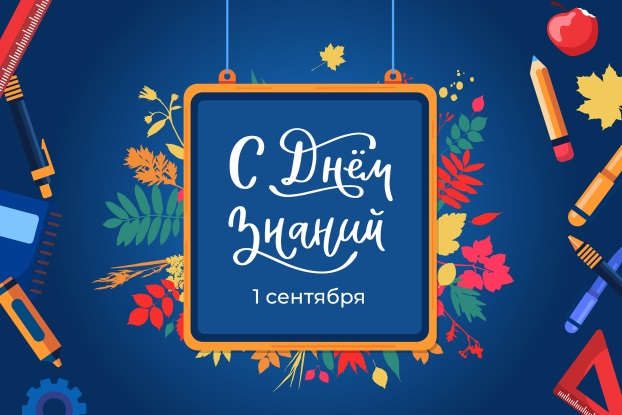 С Днём
Знаний
1 сентября